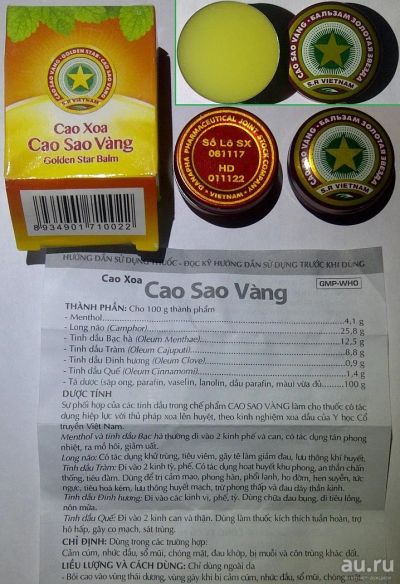 CAO SAO VÀNG · GOLDEN STAR
S.R VIETNAM
Cao Xoa
Cao Sao Vàng
Golden Star Balm
8 934901 710022
CAO SAO VÀNG · БАЛЬЗАМ ЗОЛОТАЯ ЗВЕЗДА
S.R VIETNAM
DANAPHA PHARMACEUTICAL JOINT STOCK COMPANY
VIETNAM
Số Lô SX
061117
HD
011122
CAO SAO VÀNG · БАЛЬЗАМ ЗОЛОТАЯ ЗВЕЗДА
S.R VIETNAM
HƯỚNG DẪN SỬ DỤNG THUỐC - ĐỌC KỸ HƯỚNG DẪN SỬ DỤNG TRƯỚC KHI DÙNG
Cao Xoa
GMP-WHO
Cao Sao Vàng
THÀNH PHẦN: Cho 100 g thành phẩm
- Menthol 4,1 g
- Long não (Camphor) 25,8 g
- Tinh dầu Bạc hà (Oleum Menthae) 12,5 g
- Tinh dầu Tràm (Oleum Cajuputi) 8,8 g
- Tinh dầu Đinh hương (Oleum Clove) 0,9 g
- Tinh dầu Quế (Oleum Cinnamomi) 1,4 g
- Tá dược (sáp ong, parafin, vaselin, lanolin, dầu parafin, màu) vừa đủ 100 g
DƯỢC TÍNH
Sự phối hợp của các tinh dầu trong chế phẩm CAO SAO VÀNG làm cho thuốc có tác
dụng hiệp lực với thủ pháp xoa lên huyệt, theo kinh nghiệm xoa dầu của Y học Cổ
truyền Việt Nam.
Menthol và tinh dầu Bạc hà thường đi vào 2 kinh phế và can, có tác dụng tán phong
nhiệt, ra mồ hôi, giảm uất.
Long não: Có tác dụng khử trùng, tiêu viêm, gây tê làm giảm đau, lưu thông khí huyết.
Tinh dầu Tràm: Đi vào 2 kinh tỳ, phế. Có tác dụng hoạt huyết khu phong, an thần chấn
thống, tiêu đàm. Dùng để trị cảm mạo, phong hàn, phổi lạnh, ho đờm, hen suyễn, tức
ngực, tiêu hoá kém, lưu thông huyết mạch, trừ phong thấp và đau dây thần kinh.
Tinh dầu Đinh hương: Đi vào các kinh vị, phế, tỳ. Dùng chữa đau bụng, đi tiêu lỏng,
nôn mửa.
Tinh dầu Quế: Đi vào 2 kinh can và thận. Dùng làm thuốc kích thích tuần hoàn, trợ
hô hấp, gây co mạch, sát trùng.
CHỈ ĐỊNH: Dùng trong các trường hợp:
Cảm cúm, nhức đầu, sổ mũi, chóng mặt, đau khớp, bị muỗi và côn trùng khác đốt.
LIỀU LƯỢNG VÀ CÁCH DÙNG: Chỉ dùng ngoài da
- Bôi cao vào vùng thái dương, vùng gáy khi bị cảm cúm, nhức đầu, sổ mũi, chóng mặt.
au.ru